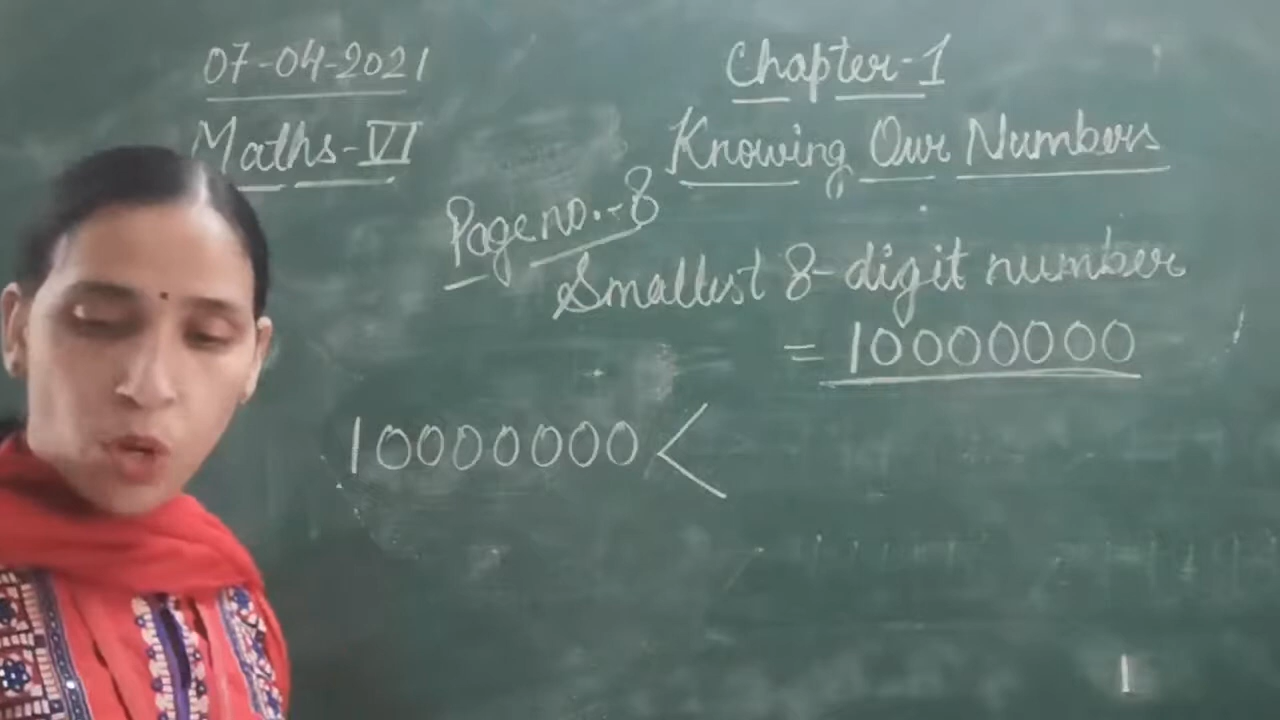 07-04-2021
Maths-VI
Chapter-1
Knowing Our Numbers
Page no.-8
Smallest 8-digit number
= 10000000
10000000 <